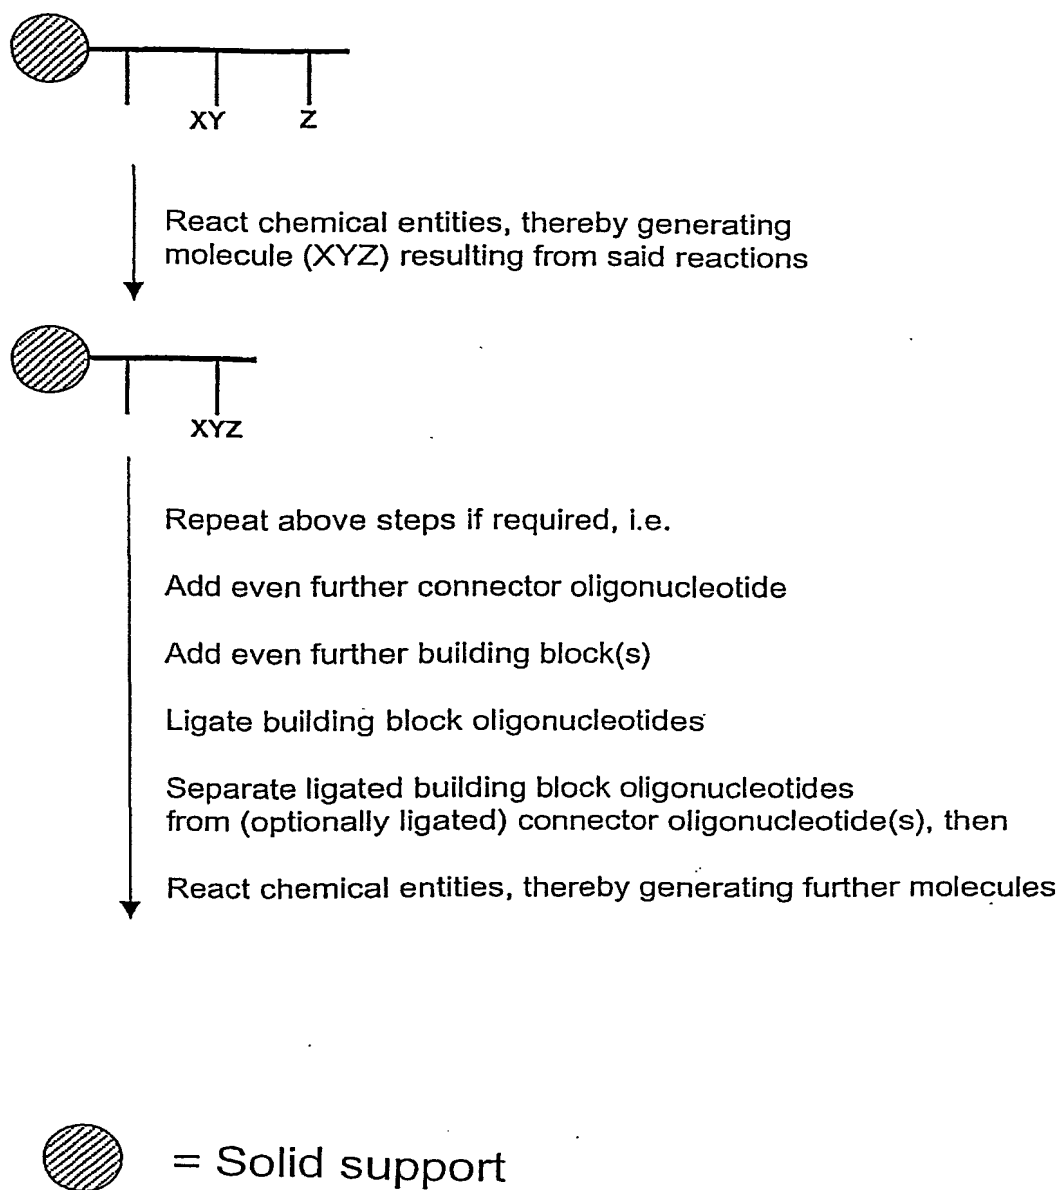 XY Z
React chemical entities, thereby generating
molecule (XYZ) resulting from said reactions
XYZ
Repeat above steps if required, i.e.
Add even further connector oligonucleotide
Add even further building block(s)
Ligate building block oligonucleotides
Separate ligated building block oligonucleotides
from (optionally ligated) connector oligonucleotide(s), then
React chemical entities, thereby generating further molecules
= Solid support